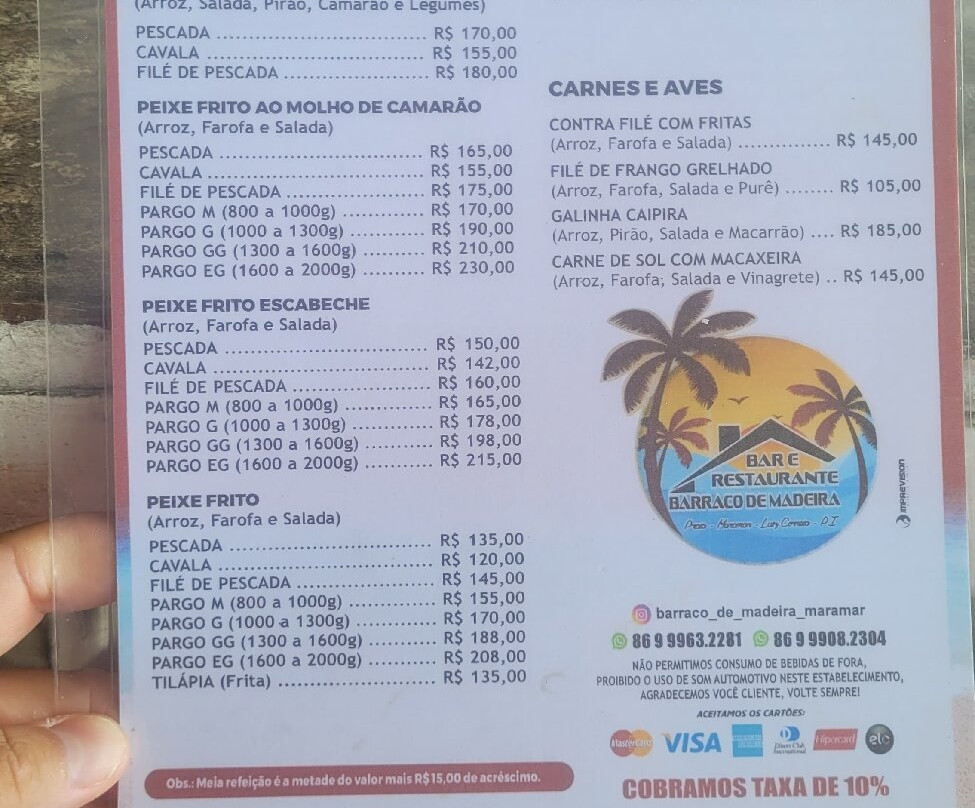 (Arroz, Salada, Pirão, Camarão e Legumes)
PESCADA ................................ R$ 170,00
CAVALA ................................ R$ 155,00
FILÉ DE PESCADA ...................... R$ 180,00
PEIXE FRITO AO MOLHO DE CAMARÃO
(Arroz, Farofa e Salada)
PESCADA ............................... R$ 165,00
CAVALA ................................ R$ 155,00
FILÉ DE PESCADA ..................... R$ 175,00
PARGO M (800 a 1000g) ............ R$ 170,00
PARGO G (1000 a 1300g) ............ R$ 190,00
PARGO GG (1300 a 1600g) .......... R$ 210,00
PARGO EG (1600 a 2000g) .......... R$ 230,00
PEIXE FRITO ESCABECHE
(Arroz, Farofa e Salada)
PESCADA ............................... R$ 150,00
CAVALA ................................. R$ 142,00
FILÉ DE PESCADA ..................... R$ 160,00
PARGO M (800 a 1000g) ............. R$ 165,00
PARGO G (1000 a 1300g) ............ R$ 178,00
PARGO GG (1300 a 1600g) .......... R$ 198,00
PARGO EG (1600 a 2000g) .......... R$ 215,00
PEIXE FRITO
(Arroz, Farofa e Salada)
PESCADA ............................... R$ 135,00
CAVALA ................................. R$ 120,00
FILÉ DE PESCADA ..................... R$ 145,00
PARGO M (800 a 1000g) ............. R$ 155,00
PARGO G (1000 a 1300g) ............ R$ 170,00
PARGO GG (1300 a 1600g) .......... R$ 188,00
PARGO EG (1600 a 2000g) .......... R$ 208,00
TILÁPIA (Frita) ........................ R$ 135,00
Obs.: Meia refeição é a metade do valor mais R$15,00 de acréscimo.
CARNES E AVES
CONTRA FILÉ COM FRITAS
(Arroz, Farofa e Salada) .............. R$ 145,00
FILÉ DE FRANGO GRELHADO
(Arroz, Farofa, Salada e Purê) ........ R$ 105,00
GALINHA CAIPIRA
(Arroz, Pirão, Salada e Macarrão) .... R$ 185,00
CARNE DE SOL COM MACAXEIRA
(Arroz, Farofa, Salada e Vinagrete) .. R$ 145,00
BAR E
RESTAURANTE
BARRACO DE MADEIRA
Praia - Maramar - Luiz Correia - P.I
IMPREVISION
barraco_de_madeira_maramar
86 9 9963.2281 86 9 9908.2304
NÃO PERMITIMOS CONSUMO DE BEBIDAS DE FORA,
PROIBIDO O USO DE SOM AUTOMOTIVO NESTE ESTABELECIMENTO,
AGRADECEMOS VOCÊ CLIENTE, VOLTE SEMPRE!
ACEITAMOS OS CARTÕES:
MasterCard VISA AMERICAN EXPRESS Diners Club International Hipercard elo
COBRAMOS TAXA DE 10%